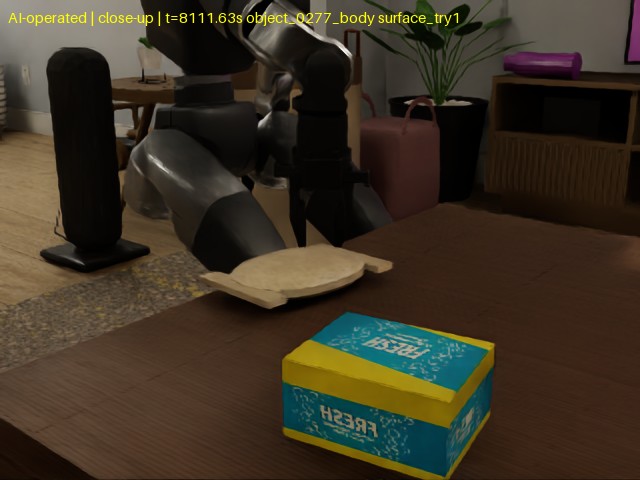 AI-operated | close-up | t=8111.63s object_0277_body surface_try1
FRESH
FRESH